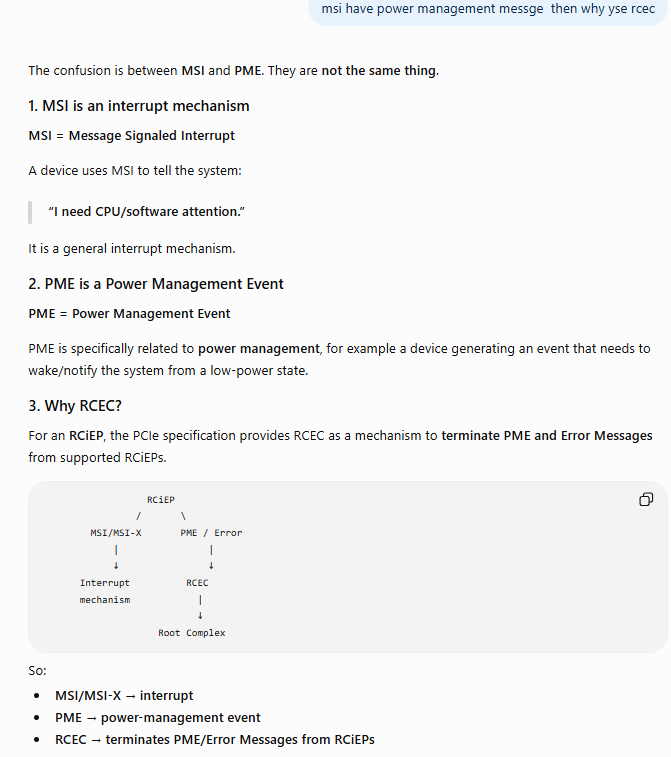 msi have power management messge  then why yse rcec
The confusion is between MSI and PME. They are not the same thing.
1. MSI is an interrupt mechanism
MSI = Message Signaled Interrupt
A device uses MSI to tell the system:
“I need CPU/software attention.”
It is a general interrupt mechanism.
2. PME is a Power Management Event
PME = Power Management Event
PME is specifically related to power management, for example a device generating an event that needs to
wake/notify the system from a low-power state.
3. Why RCEC?
For an RCiEP, the PCIe specification provides RCEC as a mechanism to terminate PME and Error Messages
from supported RCiEPs.
RCiEP
/ \
MSI/MSI-X PME / Error
| |
↓ ↓
Interrupt RCEC
mechanism |
↓
Root Complex
So:
• MSI/MSI-X → interrupt
• PME → power-management event
• RCEC → terminates PME/Error Messages from RCiEPs